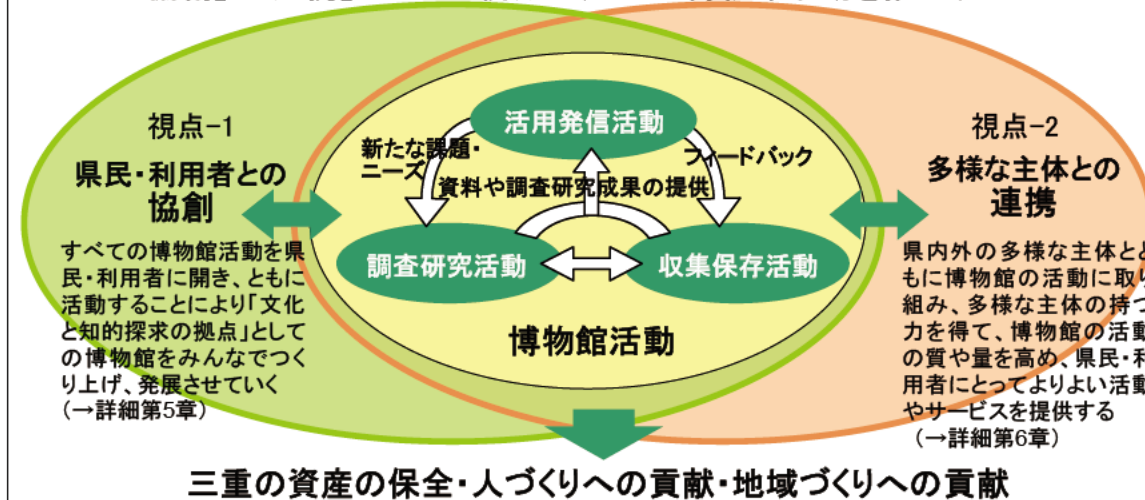 活用発信活動
新たな課題・
ニーズ
フィードバック
資料や調査研究成果の提供
調査研究活動
収集保存活動
博物館活動
視点-1
県民・利用者との
協創
すべての博物館活動を県
民・利用者に開き、ともに
活動することにより「文化
と知的探求の拠点」として
の博物館をみんなでつく
り上げ、発展させていく
(→詳細第5章)
視点-2
多様な主体との
連携
県内外の多様な主体と
もに博物館の活動に取り
組み、多様な主体の持つ
力を得て、博物館の活動
の質や量を高め、県民・利
用者にとってよりよい活動
やサービスを提供する
(→詳細第6章)
三重の資産の保全・人づくりへの貢献・地域づくりへの貢献